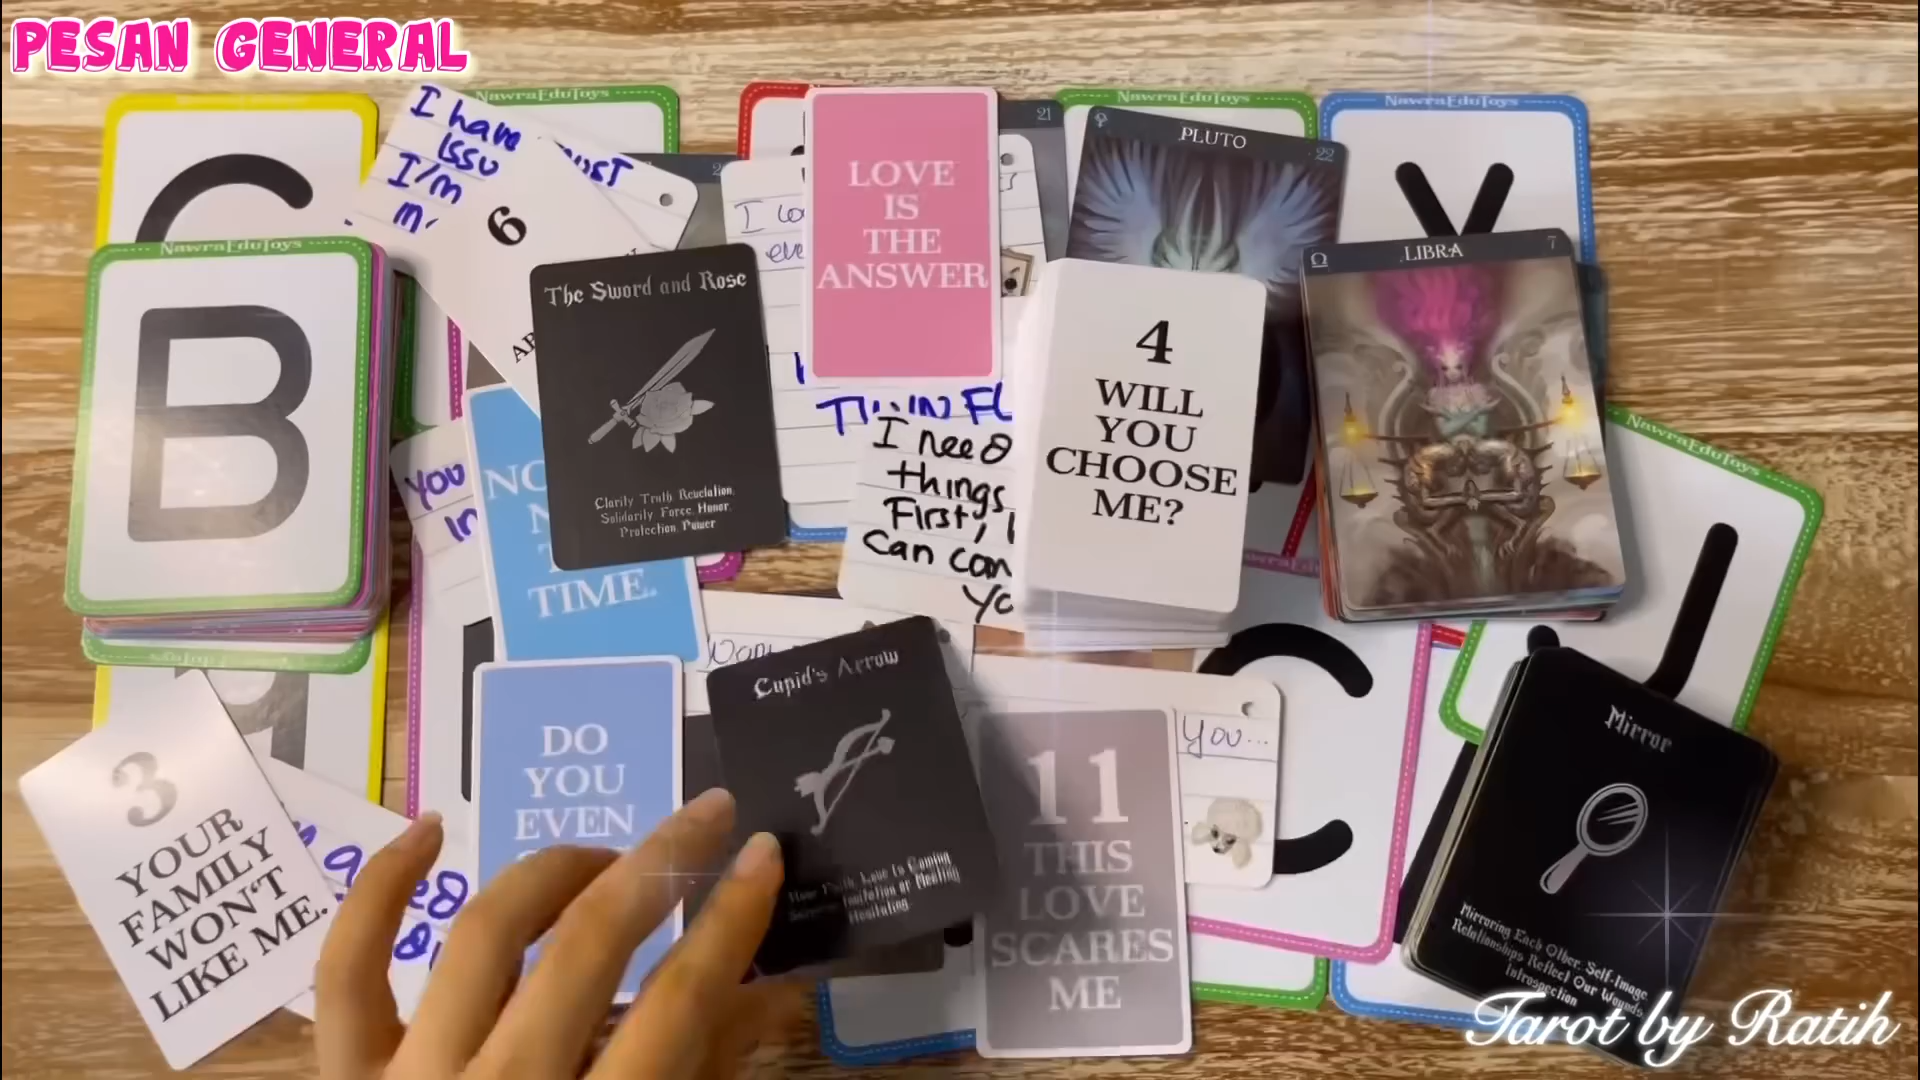 PESAN GENERAL
NawraEduToys
NawraEduToys
NawraEduToys
I have
I/m
6
21
PLUTO
22
LOVE
IS
THE
ANSWER
LIBRA
7
NawraEduToys
B
The Sword and Rose
Clarity Truth Revelation,
Solidarity Force, Honor,
Protection, Power
4
WILL
YOU
CHOOSE
ME?
I need
things
First,
can
NawraEduToys
YOU
TIME.
DO
YOU
EVEN
Cupid's Arrow
11
THIS
LOVE
SCARES
ME
You...
3
YOUR
FAMILY
WON'T
LIKE ME.
C
J
Mirror
Mirroring Each Other, Self-Image,
Relationships Reflect Our Wounds,
Introspection
Tarot by Ratih